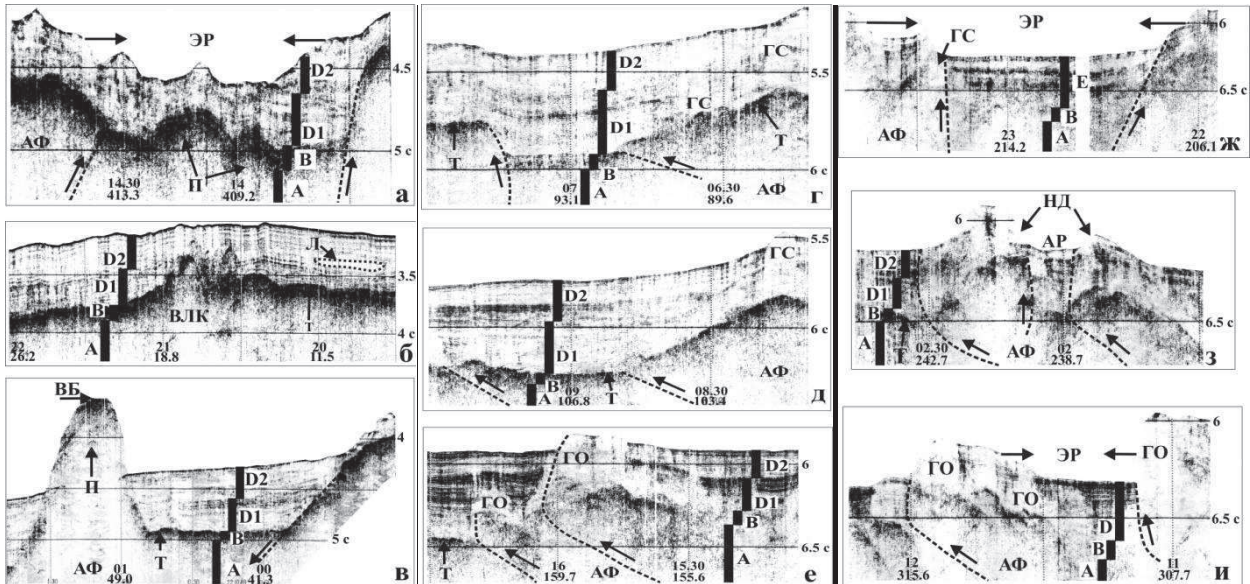 ЭР
4.5
D2
D1
АФ
5 с
В
14.30 14
413.3 409.2
П
А
а
Л
D2
3.5
D1
ВЛК
Т
В
4 с
А
22 21 20
26.2 18.8 11.5
б
ВБ
4
П
D2
D1
В
5 с
Т
А
АФ
01 00
49.0 41.3
в
ГС
D2
5.5
ГС
D1
Т
Т
В
6 с
А
АФ
07 06.30
93.1 89.6
г
5.5
ГС
D2
6 с
D1
АФ
В
Т
А
09 08.30
106.8 103.4
д
ГО
6
D2
ГО
D1
В
Т
6.5 с
А
АФ
16 15.30
159.7 155.6
е
ЭР
6
ГС
Е
6.5 с
В
А
АФ
23 22
214.2 206.1
ж
НД
6
АР
D2
D1
В
6.5 с
Т
А
АФ
02.30 02
242.7 238.7
з
6
ГО ЭР ГО
ГО
6.5 с
D
В
А
АФ
12 11
315.6 307.7
и